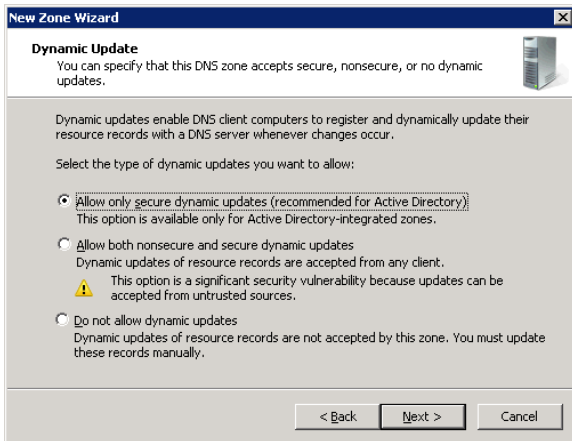 New Zone Wizard
Dynamic Update
You can specify that this DNS zone accepts secure, nonsecure, or no dynamic
updates.
Dynamic updates enable DNS client computers to register and dynamically update their
resource records with a DNS server whenever changes occur.
Select the type of dynamic updates you want to allow:
Allow only secure dynamic updates (recommended for Active Directory)
This option is available only for Active Directory-integrated zones.
Allow both nonsecure and secure dynamic updates
Dynamic updates of resource records are accepted from any client.
This option is a significant security vulnerability because updates can be
accepted from untrusted sources.
Do not allow dynamic updates
Dynamic updates of resource records are not accepted by this zone. You must update
these records manually.
< Back Next > Cancel